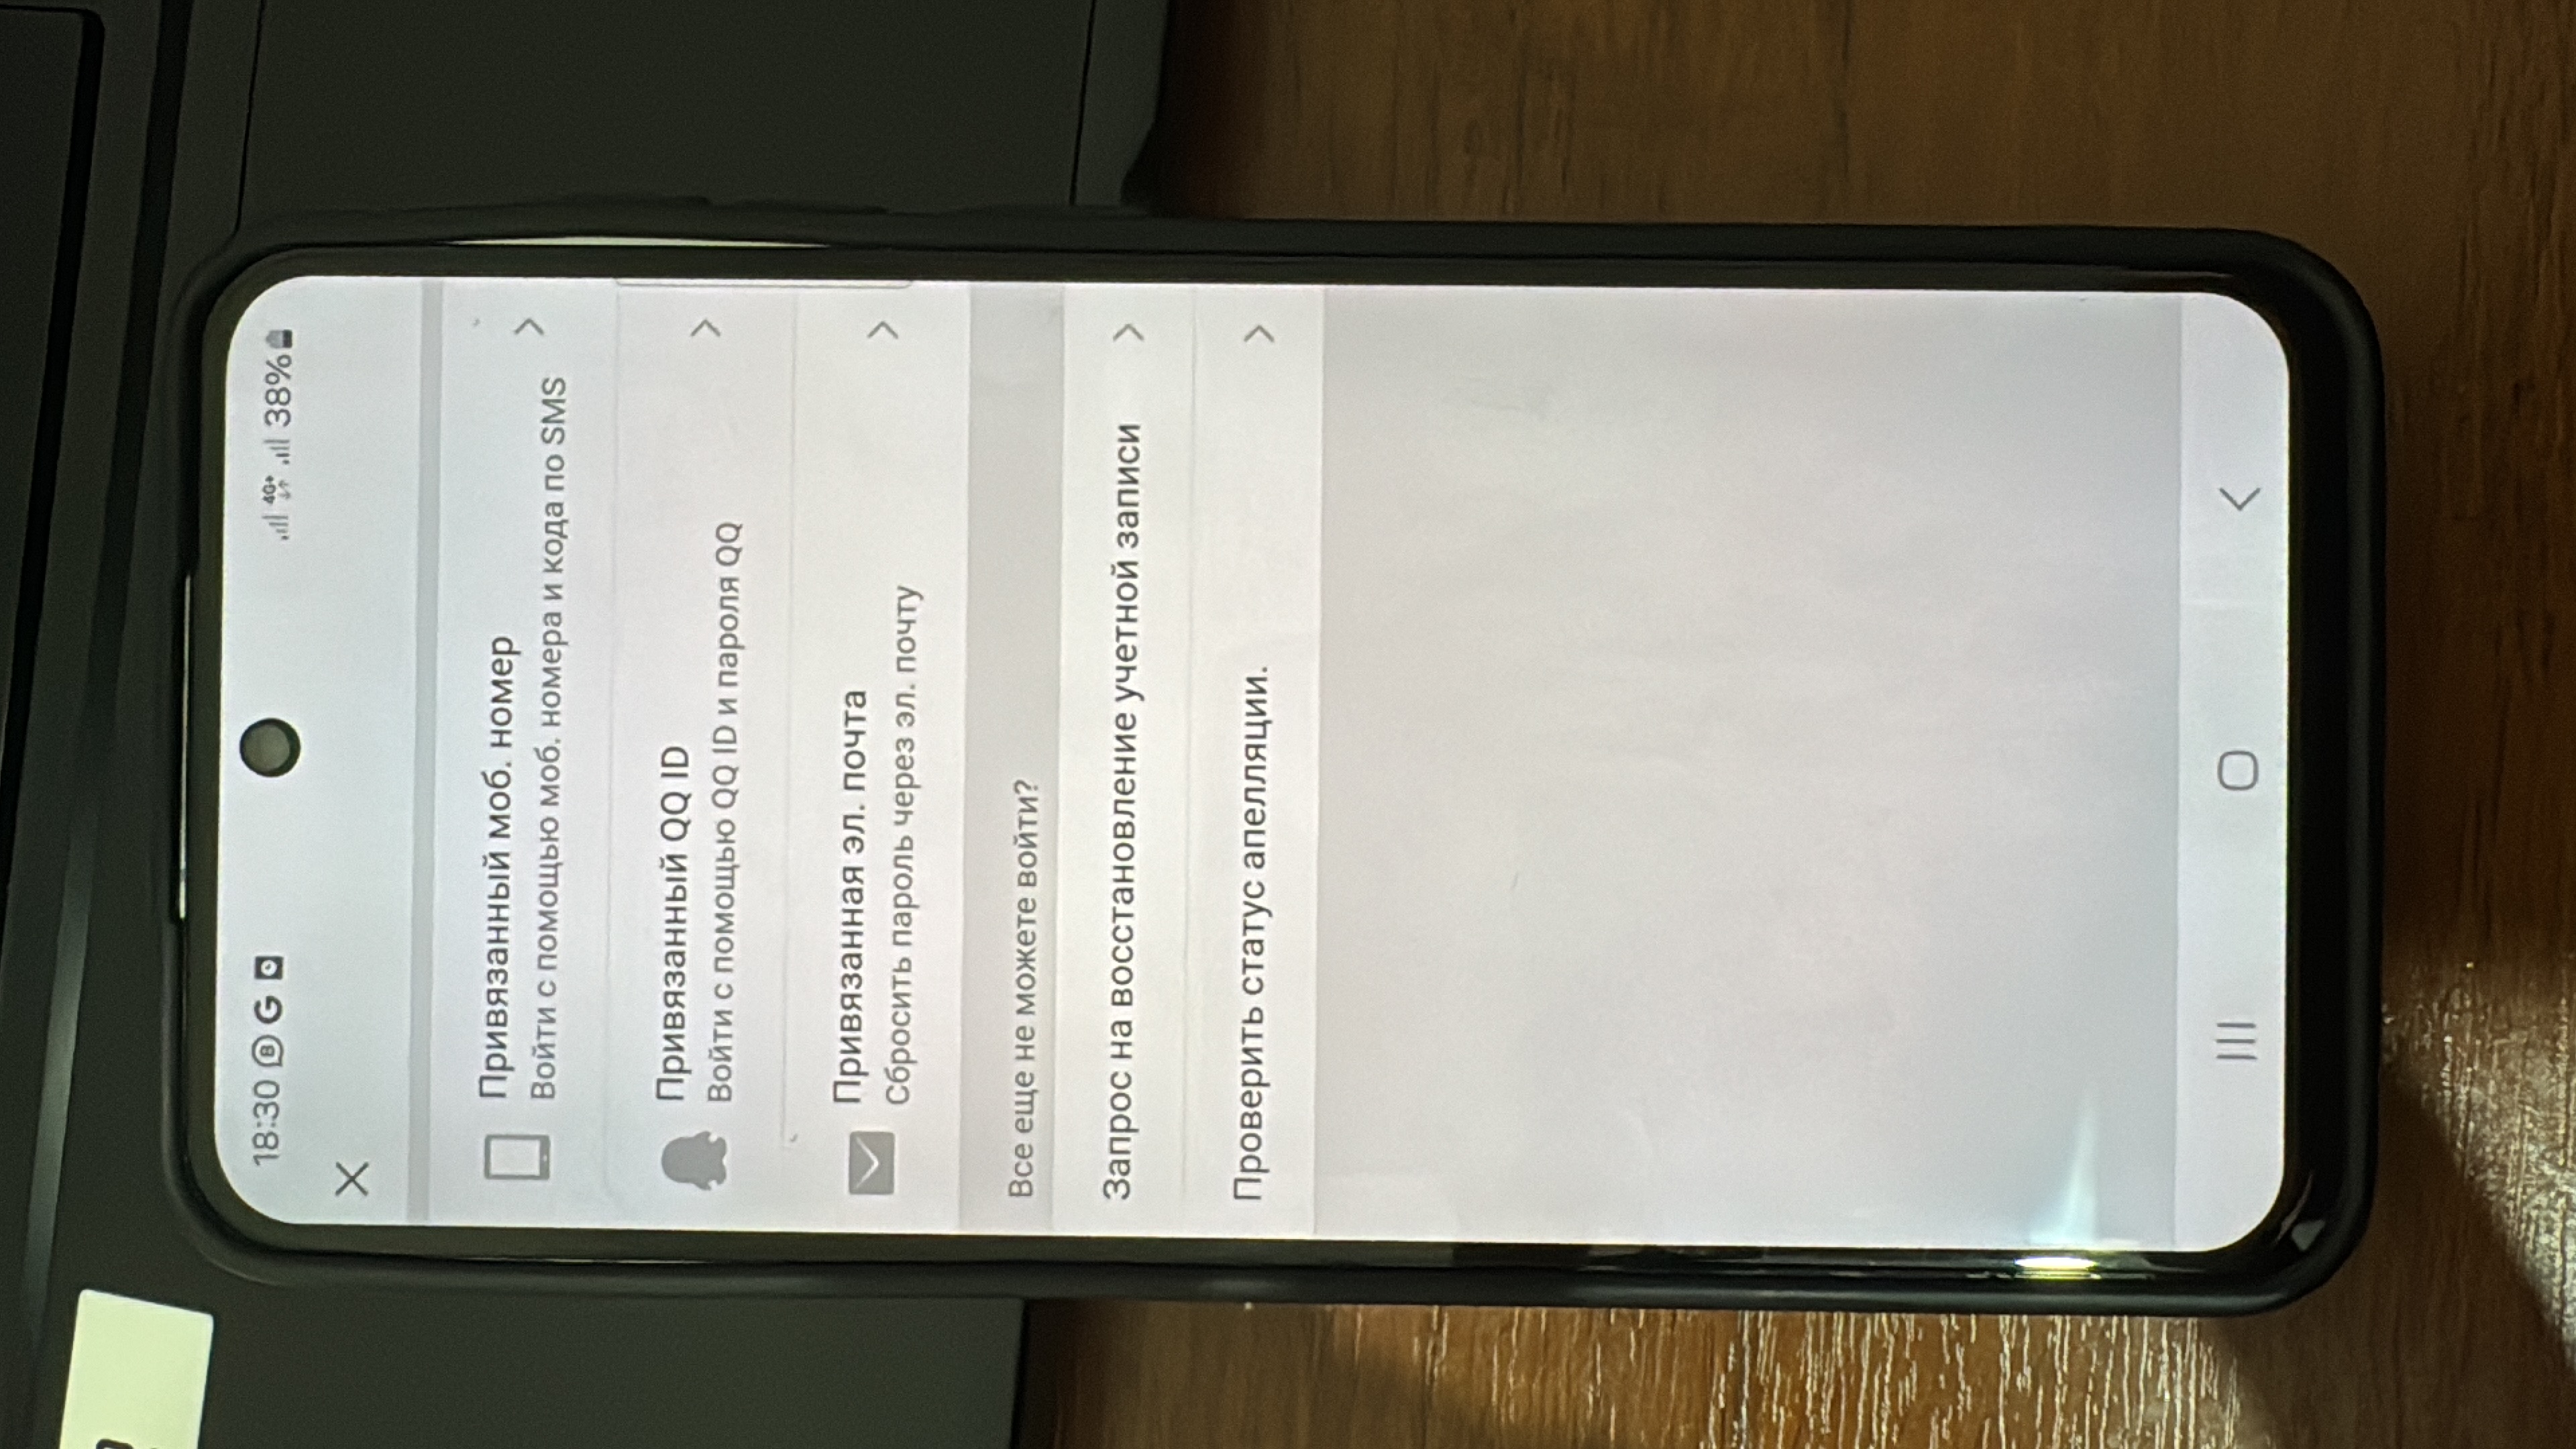 18:30 G 4G+ 38%
Привязанный моб. номер
Войти с помощью моб. номера и кода по SMS
Привязанный QQ ID
Войти с помощью QQ ID и пароля QQ
Привязанная эл. почта
Сбросить пароль через эл. почту
Все еще не можете войти?
Запрос на восстановление учетной записи
Проверить статус апелляции.